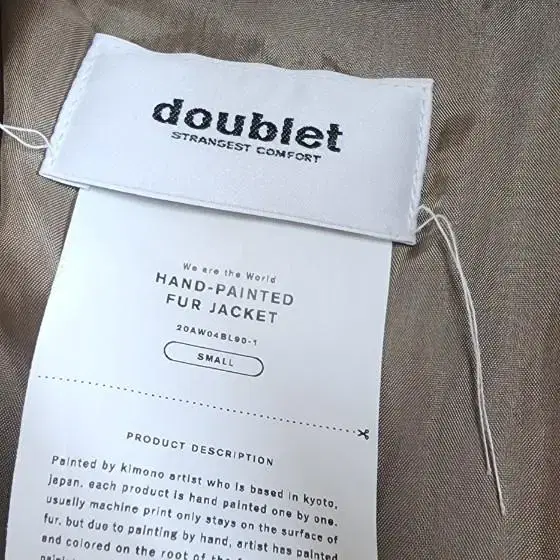 doublet
STRANGEST COMFORT
We are the World
HAND-PAINTED
FUR JACKET
20AW04BL90-1
SMALL
PRODUCT DESCRIPTION
Painted by kimono artist who is based in kyoto,
japan. each product is hand painted one by one.
usually machine print only stays on the surface of
fur, but due to painting by hand, artist has painted
and colored on the root of the